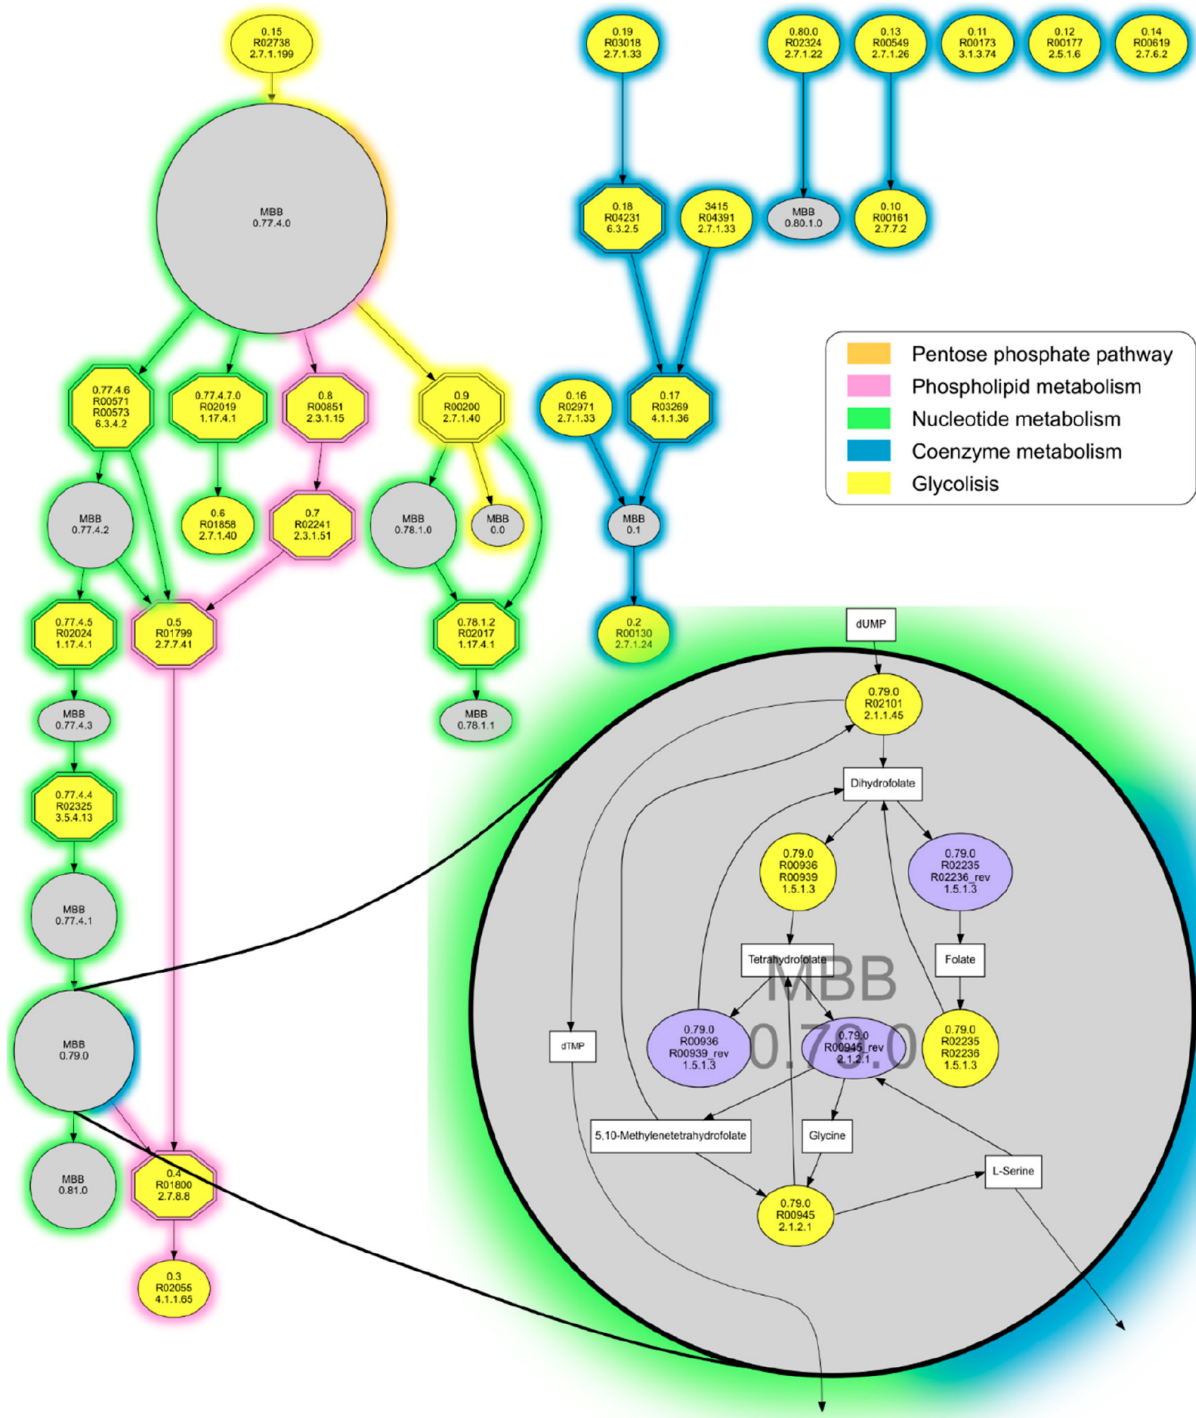 0.15
R02738
2.7.1.199
0.19
R03018
2.7.1.33
0.80.0
R02324
2.7.1.22
0.13
R00549
2.7.1.26
0.11
R00173
3.1.3.74
0.12
R00177
2.5.1.6
0.14
R00619
2.7.6.2
MBB
0.77.4.0
0.18
R04231
6.3.2.5
3415
R04391
2.7.1.33
MBB
0.80.1.0
0.10
R00161
2.7.7.2
Pentose phosphate pathway
Phospholipid metabolism
Nucleotide metabolism
Coenzyme metabolism
Glycolisis
0.77.4.6
R00571
R00573
6.3.4.2
0.77.4.7.0
R02019
1.17.4.1
0.8
R00851
2.3.1.15
0.9
R00200
2.7.1.40
0.16
R02971
2.7.1.33
0.17
R03269
4.1.1.36
MBB
0.77.4.2
0.6
R01858
2.7.1.40
0.7
R02241
2.3.1.51
MBB
0.78.1.0
MBB
0.0
MBB
0.1
0.77.4.5
R02024
1.17.4.1
0.5
R01799
2.7.7.41
0.78.1.2
R02017
1.17.4.1
0.2
R00130
2.7.1.24
MBB
0.77.4.3
MBB
0.78.1.1
0.77.4.4
R02325
3.5.4.13
MBB
0.77.4.1
MBB
0.79.0
MBB
0.81.0
0.4
R01800
2.7.8.8
0.3
R02055
4.1.1.65
dUMP
0.79.0
R02101
2.1.1.45
Dihydrofolate
0.79.0
R00936
R00939
1.5.1.3
0.79.0
R02235
R02236_rev
1.5.1.3
Tetrahydrofolate
Folate
MBB
0.79.0
dTMP
0.79.0
R00936
R00939_rev
1.5.1.3
0.79.0
R00945_rev
2.1.2.1
0.79.0
R02235
R02236
1.5.1.3
5,10-Methylenetetrahydrofolate
Glycine
L-Serine
0.79.0
R00945
2.1.2.1